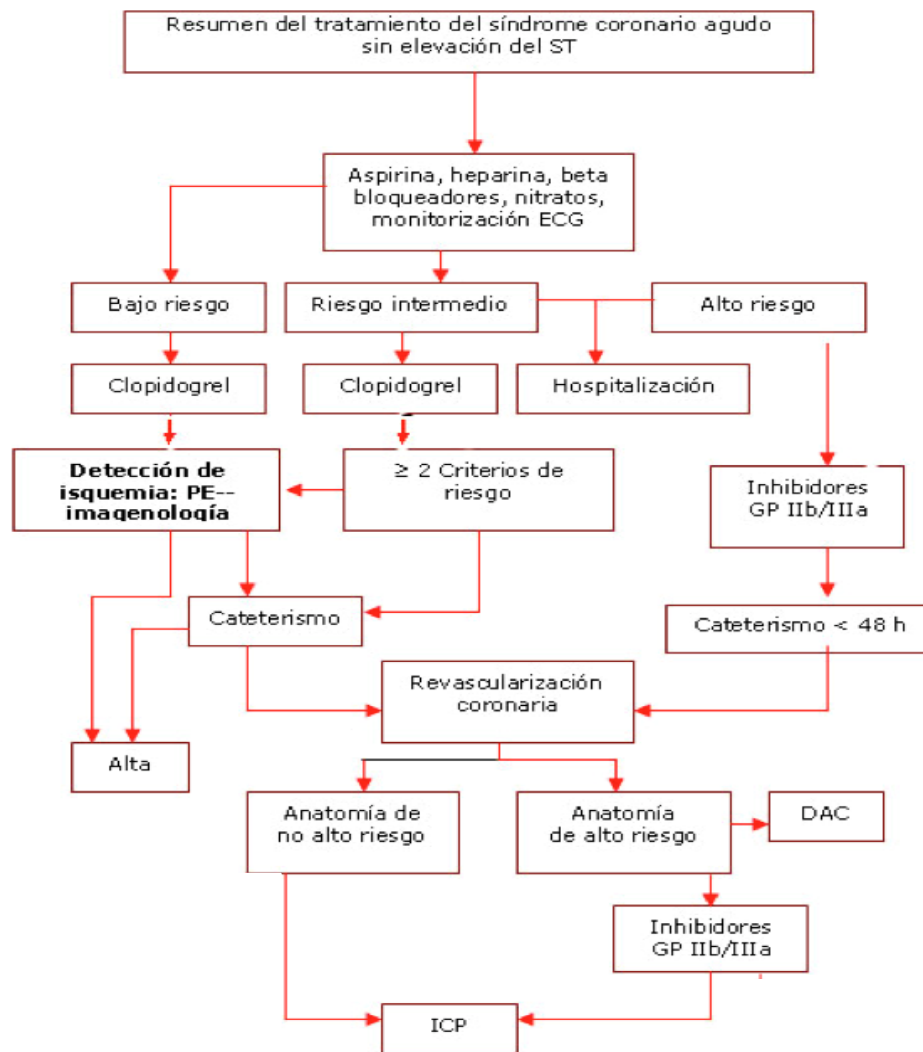 Resumen del tratamiento del síndrome coronario agudo
sin elevación del ST
Aspirina, heparina, beta
bloqueadores, nitratos,
monitorización ECG
Bajo riesgo
Riesgo intermedio
Alto riesgo
Clopidogrel
Clopidogrel
Hospitalización
Detección de
isquemia: PE--
imagenología
≥ 2 Criterios de
riesgo
Inhibidores
GP IIb/IIIa
Cateterismo
Cateterismo < 48 h
Revascularización
coronaria
Alta
Anatomía de
no alto riesgo
Anatomía
de alto riesgo
DAC
Inhibidores
GP IIb/IIIa
ICP